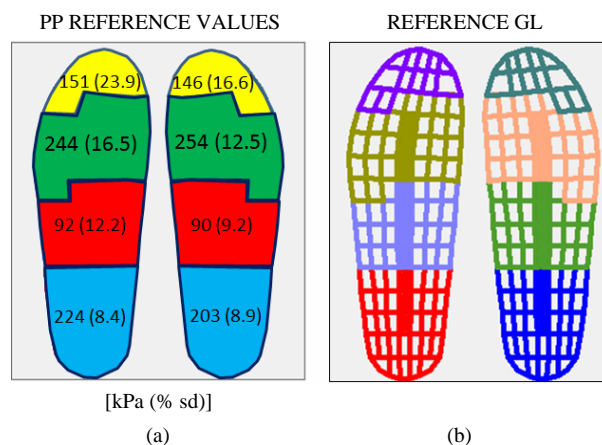 PP REFERENCE VALUES
REFERENCE GL
151 (23.9)
146 (16.6)
244 (16.5)
254 (12.5)
92 (12.2)
90 (9.2)
224 (8.4)
203 (8.9)
[kPa (% sd)]
(a)
(b)